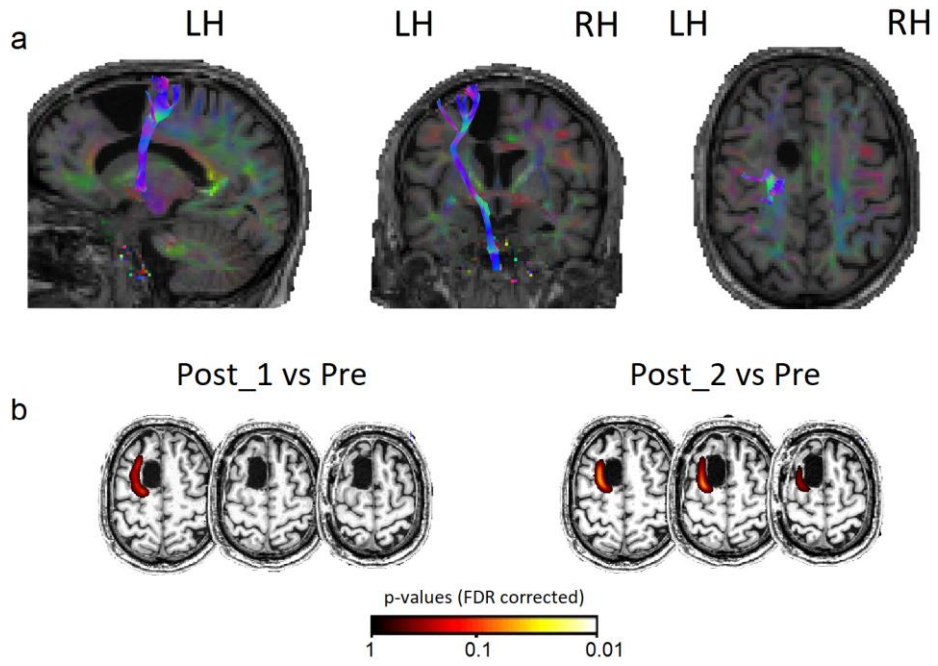 LH LH RH LH RH
a
Post_1 vs Pre Post_2 vs Pre
b
p-values (FDR corrected)
1 0.1 0.01